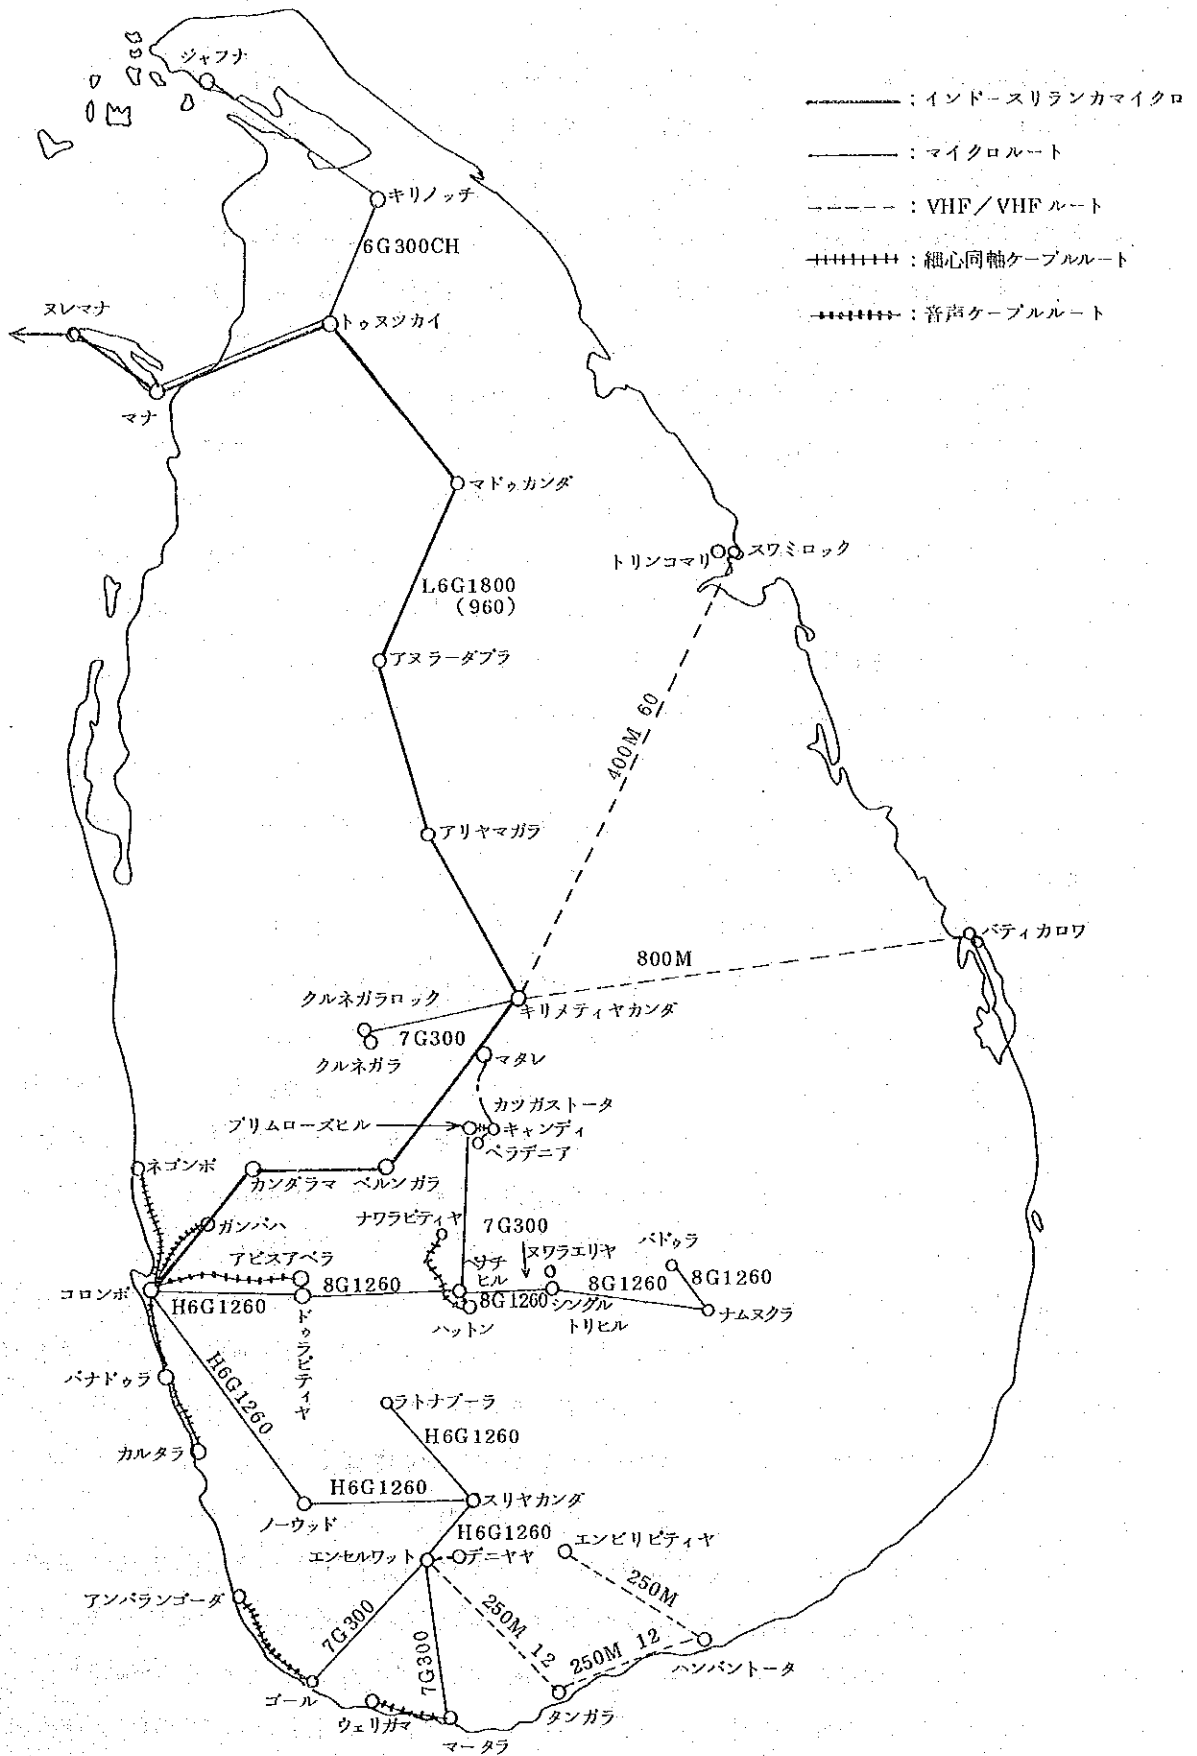 ジャフナ
：インドースリランカマイクロ
：マイクロルート
：VHF／VHFルート
：細心同軸ケーブルルート
：音声ケーブルルート
キリノッチ
6G300CH
ヌレマナ
トゥヌツカイ
マナ
マドゥカンダ
トリンコマリ
スワミロック
L6G1800
(960)
アヌラーダプラ
400M 60
アリヤマガラ
バティカロワ
800M
クルネガラロック
キリメティヤカンダ
7G300
クルネガラ
マタレ
カツガストータ
プリムローズヒル
キャンディ
ペラデニア
ネゴンボ
カンダラマ
ベルンガラ
ガンパハ
ナワラピティヤ
7G300
ヌワラエリヤ
バドゥラ
アビスアベラ
8G1260
ヒル
8G1260
8G1260
コロンボ
H6G1260
8G1260
シングル
トリヒル
ナムヌクラ
ハットン
ドゥラピティヤ
パナドゥラ
H6G1260
ラトナプーラ
カルタラ
H6G1260
H6G1260
スリヤカンダ
ノーウッド
H6G1260
エンビリピティヤ
エンセルワット
デニヤヤ
250M
アンバランゴーダ
7G300
7G300
250M 12
250M 12
ハンバントータ
ゴール
ウェリガマ
マータラ
タンガラ